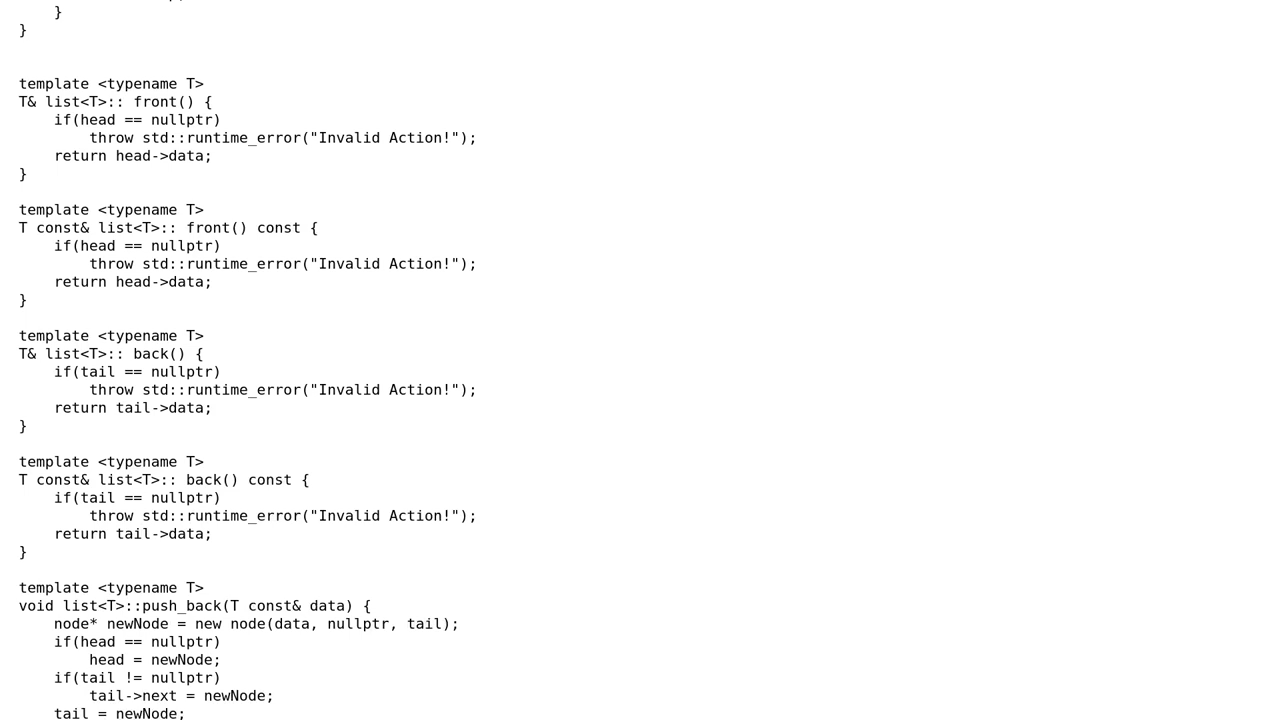 }
}

template <typename T>
T& list<T>:: front() {
    if(head == nullptr)
        throw std::runtime_error("Invalid Action!");
    return head->data;
}

template <typename T>
T const& list<T>:: front() const {
    if(head == nullptr)
        throw std::runtime_error("Invalid Action!");
    return head->data;
}

template <typename T>
T& list<T>:: back() {
    if(tail == nullptr)
        throw std::runtime_error("Invalid Action!");
    return tail->data;
}

template <typename T>
T const& list<T>:: back() const {
    if(tail == nullptr)
        throw std::runtime_error("Invalid Action!");
    return tail->data;
}

template <typename T>
void list<T>::push_back(T const& data) {
    node* newNode = new node(data, nullptr, tail);
    if(head == nullptr)
        head = newNode;
    if(tail != nullptr)
        tail->next = newNode;
    tail = newNode;